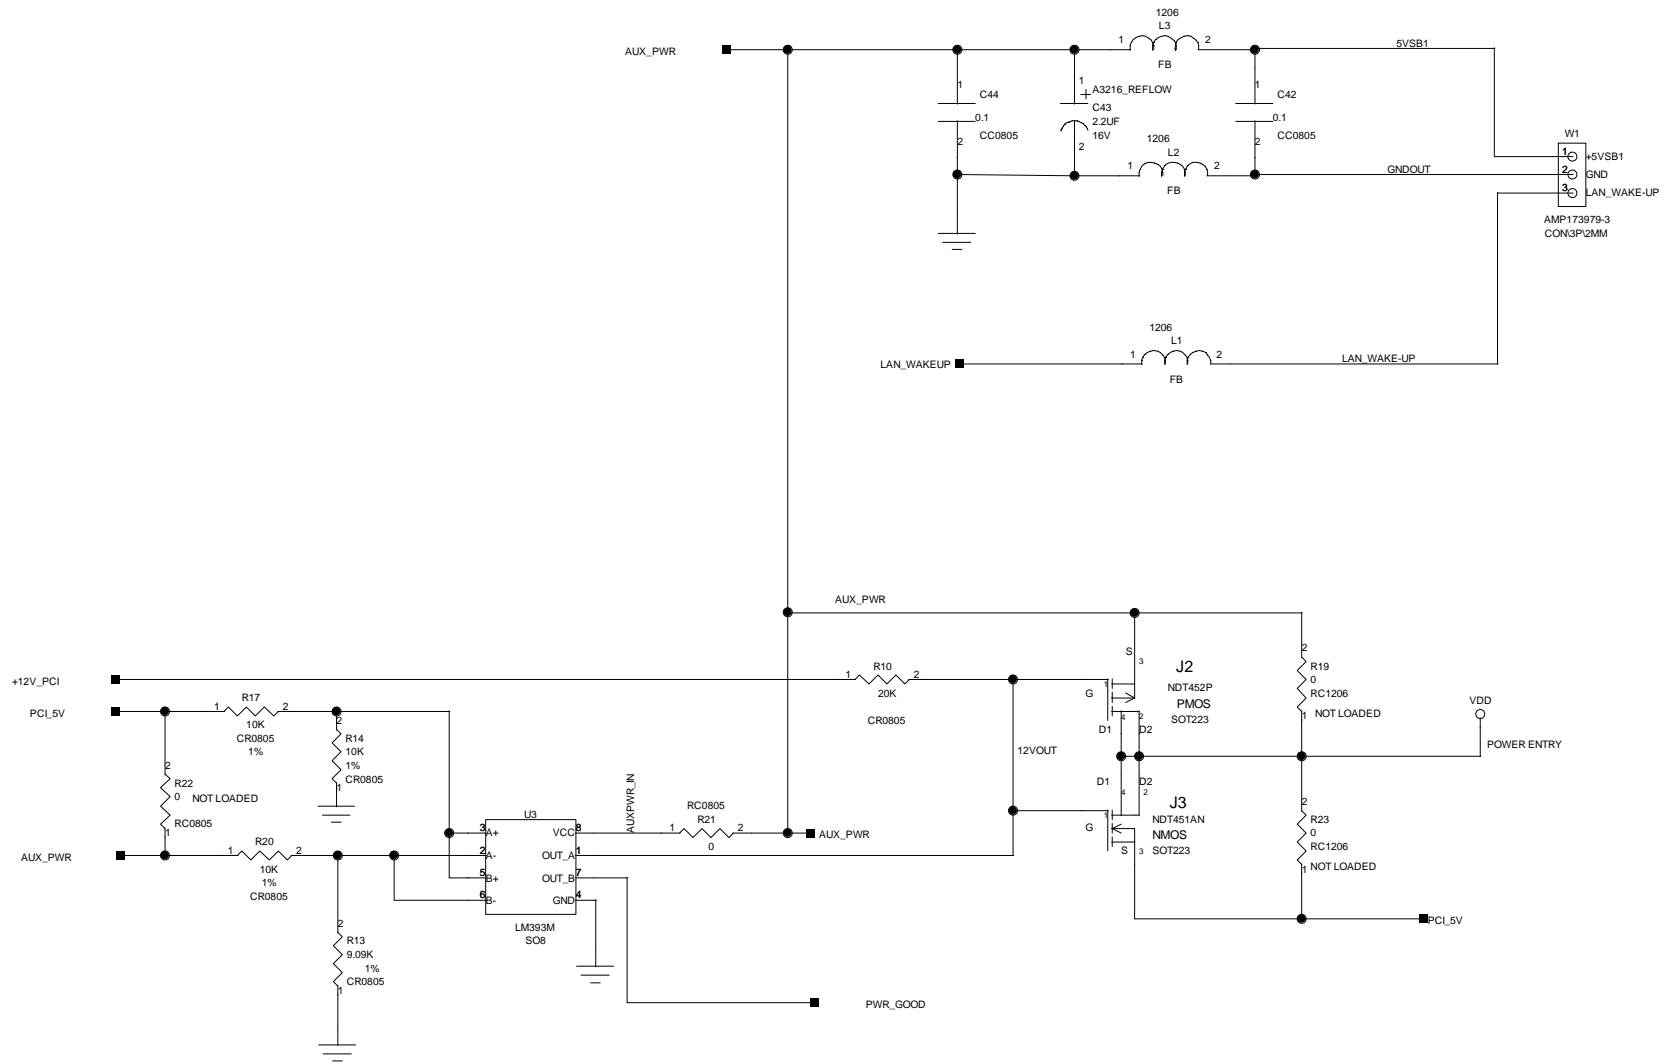 1206
L3
AUX_PWR
1
2
FB
5VSB1
1
C44
0.1
CC0805
2
1
+
A3216_REFLOW
C43
2.2UF
16V
2
1
C42
0.1
CC0805
2
1206
L2
1
2
FB
GNDOUT
W1
1
+5VSB1
2
GND
3
LAN_WAKE-UP
AMP173979-3
CON\3P\2MM
1206
L1
LAN_WAKEUP
1
2
FB
LAN_WAKE-UP
AUX_PWR
+12V_PCI
1
R10
2
20K
CR0805
PCI_5V
R17
1
2
10K
CR0805
1%
2
R14
10K
1%
CR0805
1
2
R22
0
NOT LOADED
RC0805
1
AUX_PWR
R20
1
2
10K
1%
CR0805
2
R13
9.09K
1%
CR0805
1
U3
3
A+
2
A-
5
B+
6
B-
VCC
8
OUT_A
1
OUT_B
7
GND
4
LM393M
SO8
AUXPWR_IN
RC0805
R21
1
2
0
AUX_PWR
PWR_GOOD
12VOUT
S
3
J2
NDT452P
PMOS
SOT223
G
1
D1
4
D2
2
D1
4
D2
2
J3
NDT451AN
NMOS
SOT223
G
1
S
3
2
R19
0
RC1206
NOT LOADED
1
VDD
POWER ENTRY
2
R23
0
RC1206
NOT LOADED
1
PCI_5V